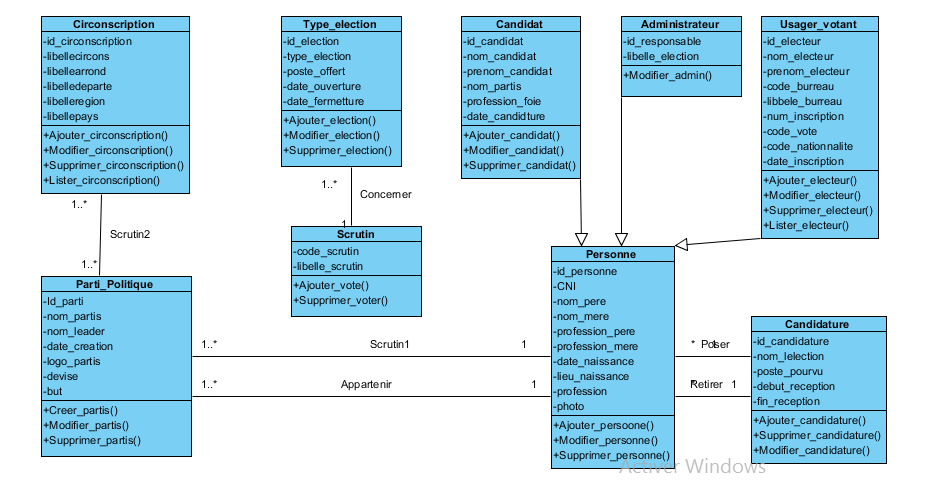 Circonscription
-id_circonscription
-libellecircons
-libellearrond
-libelledeparte
-libelleregion
-libellepays
+Ajouter_circonscription()
+Modifier_circonscription()
+Supprimer_circonscription()
+Lister_circonscription()
Type_election
-id_election
-type_election
-poste_offert
-date_ouverture
-date_fermetture
+Ajouter_election()
+Modifier_election()
+Supprimer_election()
Candidat
-id_candidat
-nom_candidat
-prenom_candidat
-nom_partis
-profession_foie
-date_candidture
+Ajouter_candidat()
+Modifier_candidat()
+Supprimer_candidat()
Administrateur
-id_responsable
-libelle_election
+Modifier_admin()
Usager_votant
-id_electeur
-nom_electeur
-prenom_electeur
-code_burreau
-libbele_burreau
-num_inscription
-code_vote
-code_nationnalite
-date_inscription
+Ajouter_electeur()
+Modifier_electeur()
+Supprimer_electeur()
+Lister_electeur()
1..*
Scrutin2
1..*
1..*
Concerner
1
Scrutin
-code_scrutin
-libelle_scrutin
+Ajouter_vote()
+Supprimer_voter()
Parti_Politique
-Id_parti
-nom_partis
-nom_leader
-date_creation
-logo_partis
-devise
-but
+Creer_partis()
+Modifier_partis()
+Supprimer_partis()
1..* Scrutin1 1
1..* Appartenir 1
Personne
-id_personne
-CNI
-nom_pere
-nom_mere
-profession_pere
-profession_mere
-date_naissance
-lieu_naissance
-profession
-photo
+Ajouter_persoone()
+Modifier_personne()
+Supprimer_personne()
* Poser 1
* Retirer 1
Candidature
-id_candidature
-nom_lelection
-poste_pourvu
-debut_reception
-fin_reception
+Ajouter_candidature()
+Supprimer_candidature()
+Modifier_candidature()
Activer Windows